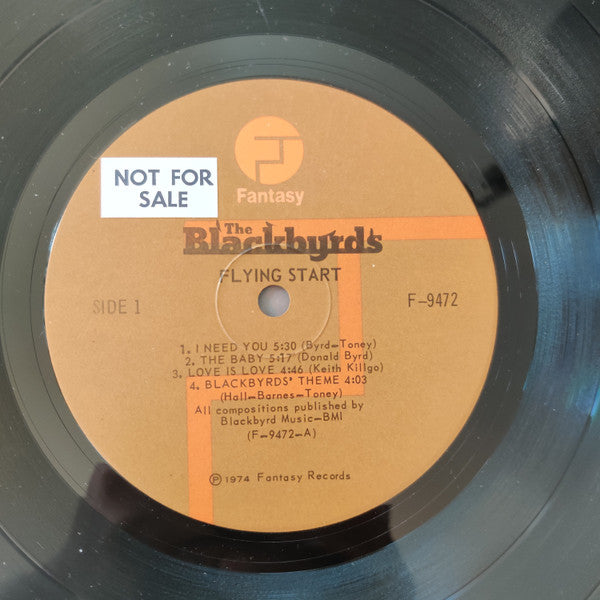 Fantasy
NOT FOR
SALE
The
Blackbyrds
FLYING START
SIDE 1
F-9472
1. I NEED YOU 5:30 (Byrd-Toney)
2. THE BABY 5:17 (Donald Byrd)
3. LOVE IS LOVE 4:46 (Keith Killgo)
4. BLACKBYRDS' THEME 4:03
(Hall-Barnes-Toney)
All compositions published by
Blackbyrd Music-BMI
(F-9472-A)
℗ 1974 Fantasy Records